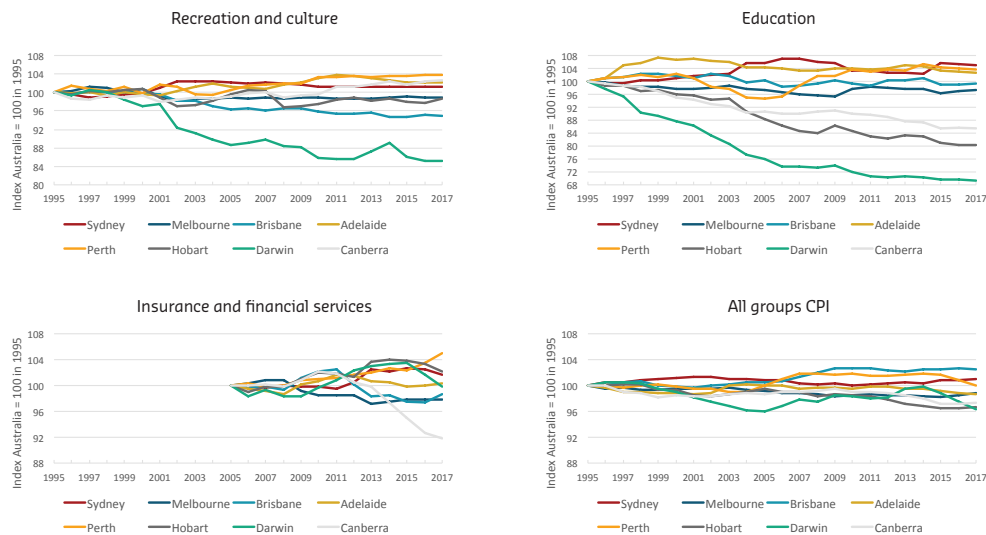 Recreation and culture
Index Australia = 100 in 1995
108
104
100
96
92
88
84
80
1995 1997 1999 2001 2003 2005 2007 2009 2011 2013 2015 2017
Sydney Melbourne Brisbane Adelaide
Perth Hobart Darwin Canberra
Education
Index Australia = 100 in 1995
108
104
100
96
92
88
84
80
76
72
68
1995 1997 1999 2001 2003 2005 2007 2009 2011 2013 2015 2017
Sydney Melbourne Brisbane Adelaide
Perth Hobart Darwin Canberra
Insurance and financial services
Index Australia = 100 in 1995
108
104
100
96
92
88
1995 1997 1999 2001 2003 2005 2007 2009 2011 2013 2015 2017
Sydney Melbourne Brisbane Adelaide
Perth Hobart Darwin Canberra
All groups CPI
Index Australia = 100 in 1995
108
104
100
96
92
88
1995 1997 1999 2001 2003 2005 2007 2009 2011 2013 2015 2017
Sydney Melbourne Brisbane Adelaide
Perth Hobart Darwin Canberra